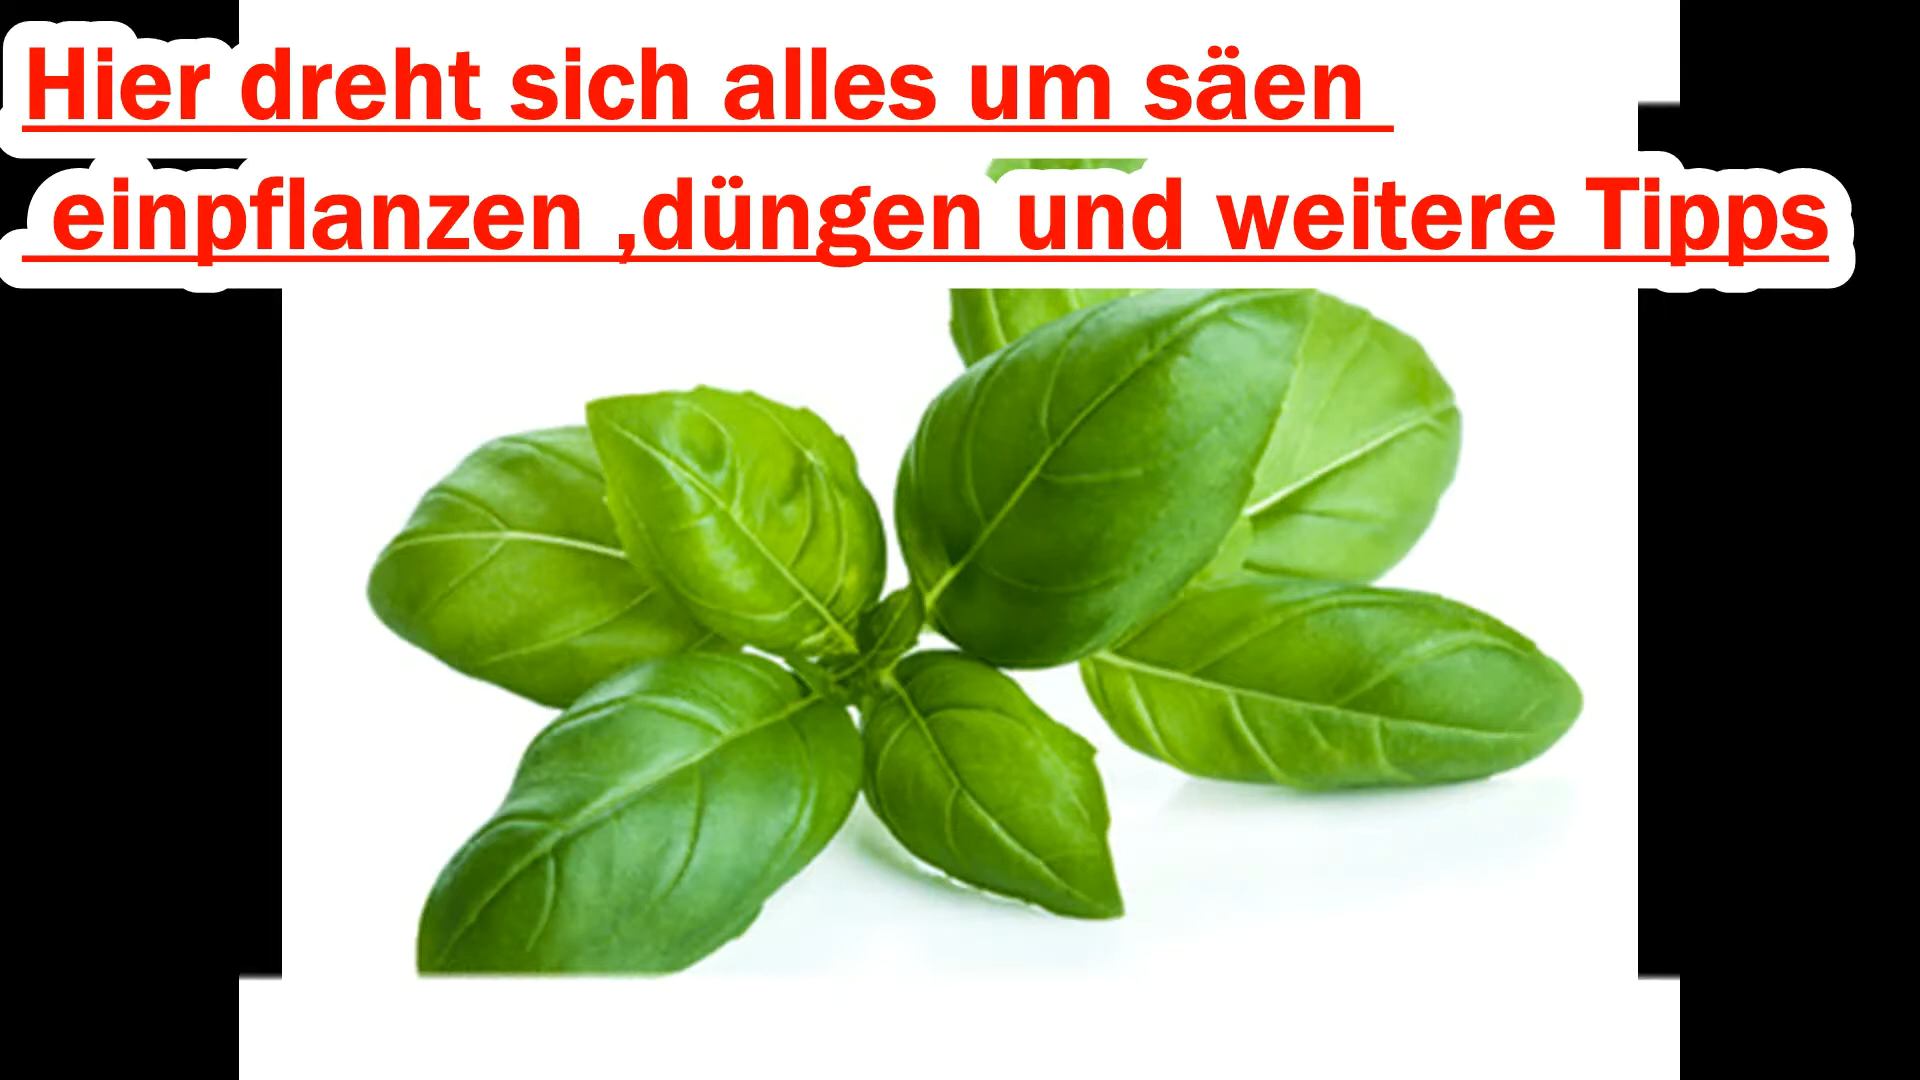 Hier dreht sich alles um säen
einpflanzen ,düngen und weitere Tipps